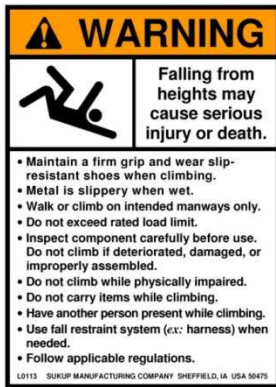 WARNING
Falling from
heights may
cause serious
injury or death.
• Maintain a firm grip and wear slip-
resistant shoes when climbing.
• Metal is slippery when wet.
• Walk or climb on intended manways only.
• Do not exceed rated load limit.
• Inspect component carefully before use.
Do not climb if deteriorated, damaged, or
improperly assembled.
• Do not climb while physically impaired.
• Do not carry items while climbing.
• Have another person present while climbing.
• Use fall restraint system (ex: harness) when
needed.
• Follow applicable regulations.
L0113 SUKUP MANUFACTURING COMPANY SHEFFIELD, IA USA 50475